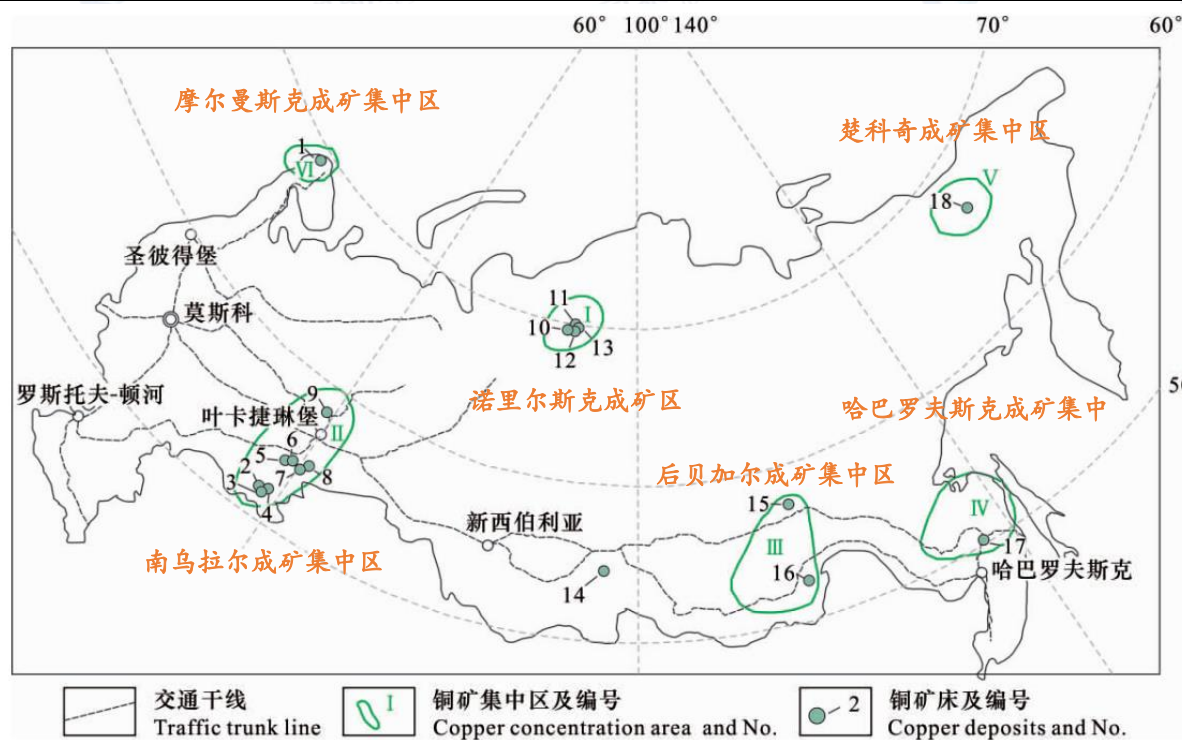 60° 100° 140° 70° 60°
摩尔曼斯克成矿集中区
楚科奇成矿集中区
1
VI
V
18
圣彼得堡
11
I
莫斯科
10
13
12
5
罗斯托夫-顿河
9
诺里尔斯克成矿区
哈巴罗夫斯克成矿集中
叶卡捷琳堡
II
6
5
2
后贝加尔成矿集中区
3
7
8
15
4
IV
新西伯利亚
III
17
南乌拉尔成矿集中区
16
哈巴罗夫斯克
14
交通干线
Traffic trunk line
I
铜矿集中区及编号
Copper concentration area and No.
2
铜矿床及编号
Copper deposits and No.